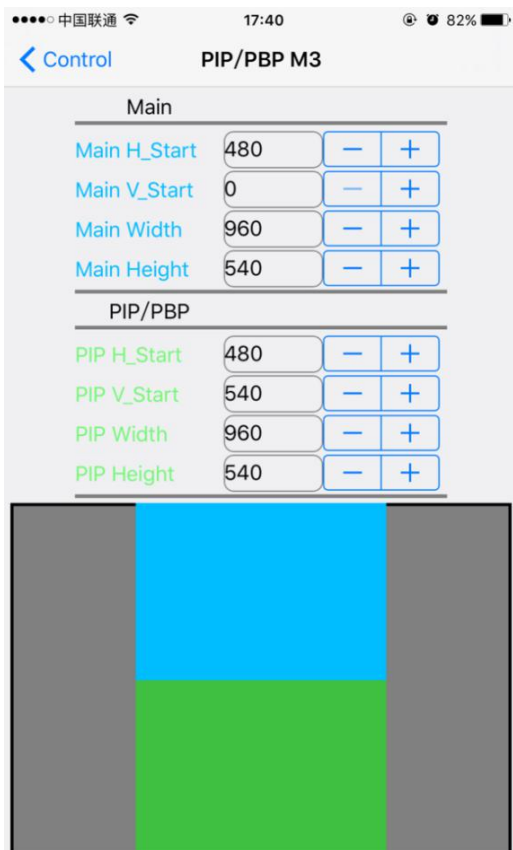 中国联通 17:40 82%
Control PIP/PBP M3
Main
Main H_Start 480 — +
Main V_Start 0 — +
Main Width 960 — +
Main Height 540 — +
PIP/PBP
PIP H_Start 480 — +
PIP V_Start 540 — +
PIP Width 960 — +
PIP Height 540 — +